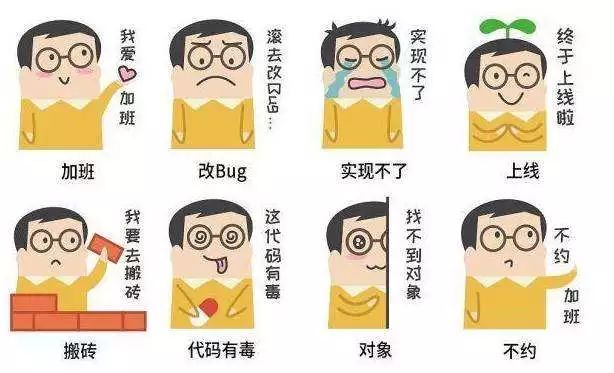 我爱加班
滚去改Bug...
实现不了
终于上线啦
加班
改Bug
实现不了
上线
我要去搬砖
这代码有毒
找不到对象
不约加班
搬砖
代码有毒
对象
不约